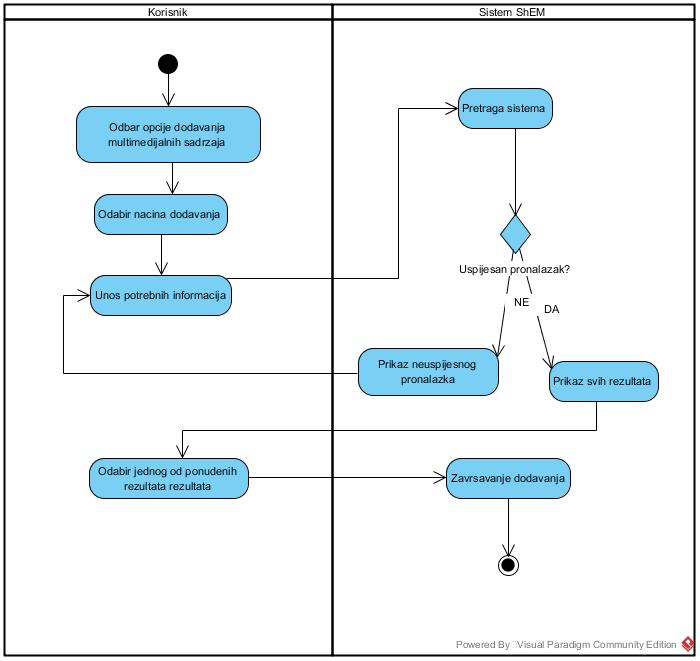 Korisnik
Sistem ShEM
Odbar opcije dodavanja
multimedijalnih sadrzaja
Pretraga sistema
Odabir nacina dodavanja
Unos potrebnih informacija
Uspijesan pronalazak?
NE
DA
Prikaz neuspijesnog
pronalazka
Prikaz svih rezultata
Odabir jednog od ponudenih
rezultata rezultata
Zavrsavanje dodavanja
Powered By Visual Paradigm Community Edition